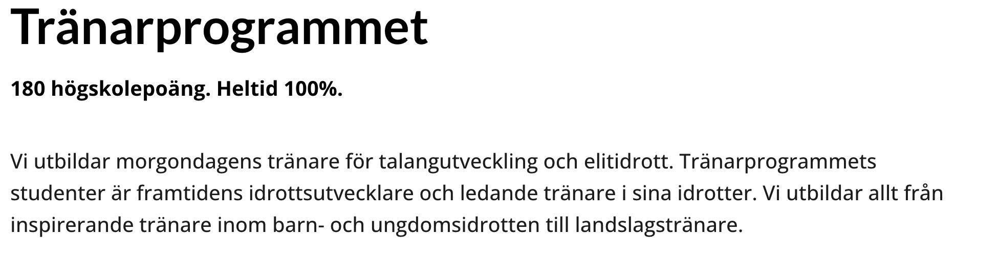 Tränarprogrammet
180 högskolepoäng. Heltid 100%.
Vi utbildar morgondagens tränare för talangutveckling och elitidrott. Tränarprogrammets
studenter är framtidens idrottsutvecklare och ledande tränare i sina idrotter. Vi utbildar allt från
inspirerande tränare inom barn- och ungdomsidrotten till landslagstränare.